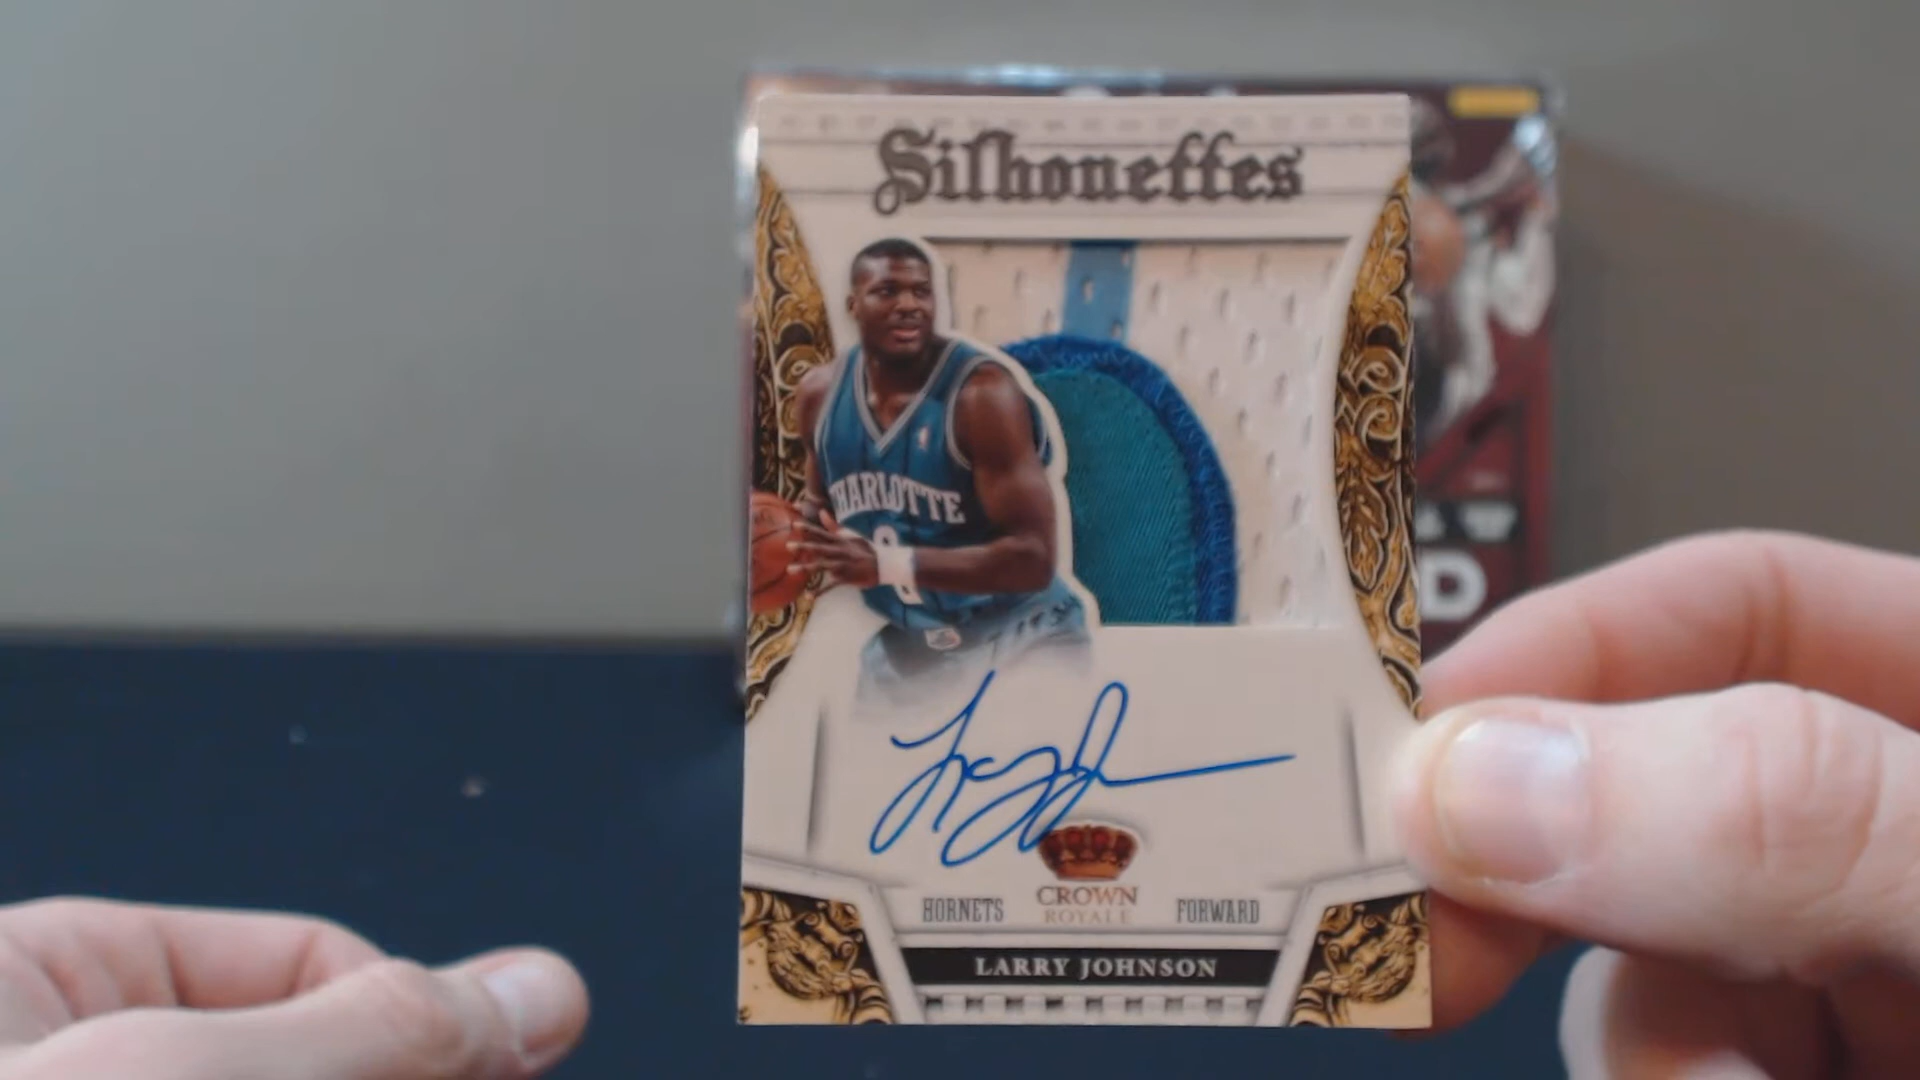 Silhouettes
CHARLOTTE
HORNETS
CROWN
ROYALE
FORWARD
LARRY JOHNSON
D